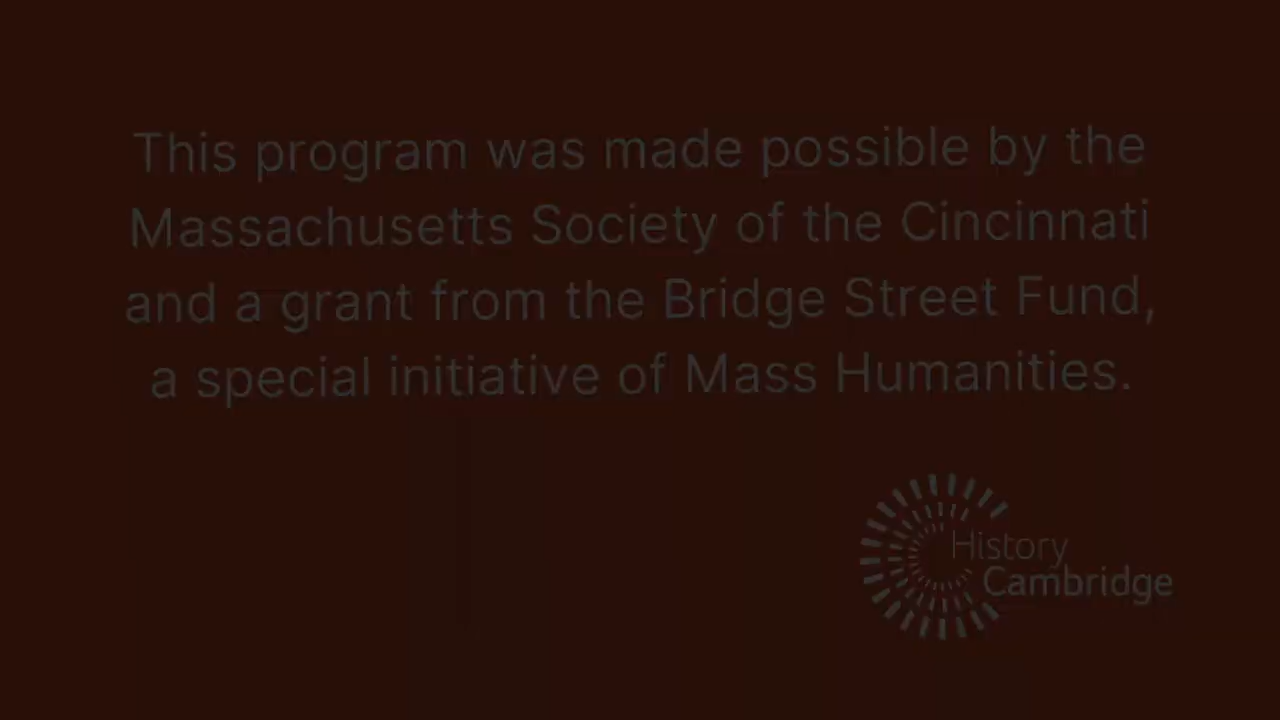 This program was made possible by the
Massachusetts Society of the Cincinnati
and a grant from the Bridge Street Fund,
a special initiative of Mass Humanities.
History
Cambridge